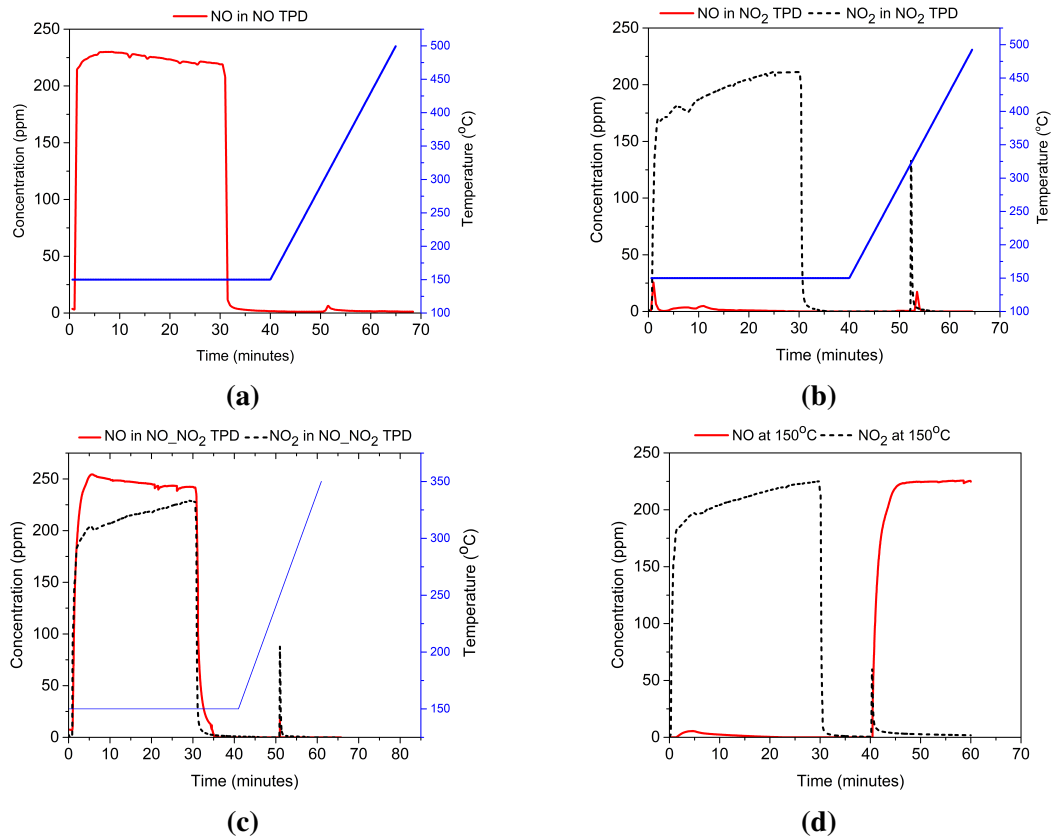 NO in NO TPD
250
200
150
100
50
0
500
450
400
350
300
250
200
150
100
Concentration (ppm)
Temperature (°C)
0 10 20 30 40 50 60 70
Time (minutes)
(a)
NO in NO₂ TPD NO₂ in NO₂ TPD
250
200
150
100
50
0
500
450
400
350
300
250
200
150
100
Concentration (ppm)
Temperature (°C)
0 10 20 30 40 50 60 70
Time (minutes)
(b)
NO in NO_NO₂ TPD NO₂ in NO_NO₂ TPD
250
200
150
100
50
0
350
300
250
200
150
Concentration (ppm)
Temperature (°C)
0 10 20 30 40 50 60 70 80
Time (minutes)
(c)
NO at 150°C NO₂ at 150°C
250
200
150
100
50
0
Concentration (ppm)
0 10 20 30 40 50 60 70
Time (minutes)
(d)